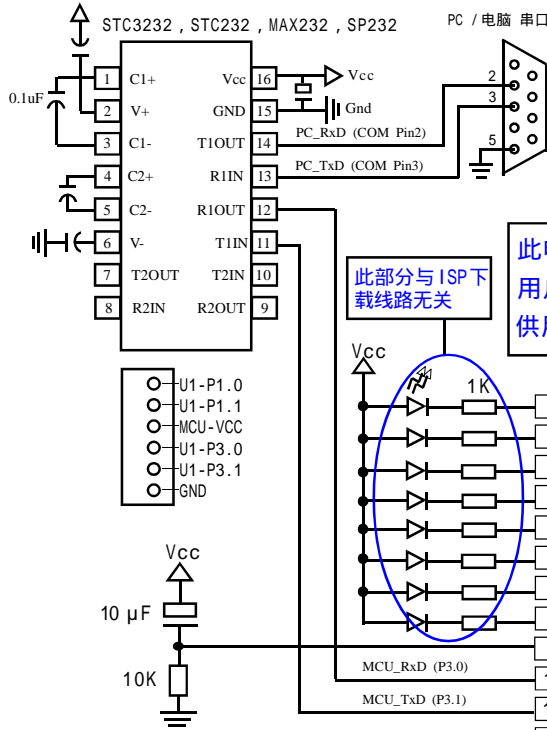 STC3232 , STC232 , MAX232 , SP232
PC / 电脑 串口
0.1uF
1 C1+ Vcc 16 Vcc
2 V+ GND 15 Gnd
3 C1- T1OUT 14 PC_RxD (COM Pin2) 2
4 C2+ R1IN 13 PC_TxD (COM Pin3) 3
5
5 C2- R1OUT 12
6 V- T1IN 11
7 T2OUT T2IN 10
8 R2IN R2OUT 9
此部分与ISP下
载线路无关
用
供
Vcc
1K
U1-P1.0
U1-P1.1
MCU-VCC
U1-P3.0
U1-P3.1
GND
Vcc
10 μF
10K
MCU_RxD (P3.0)
MCU_TxD (P3.1)